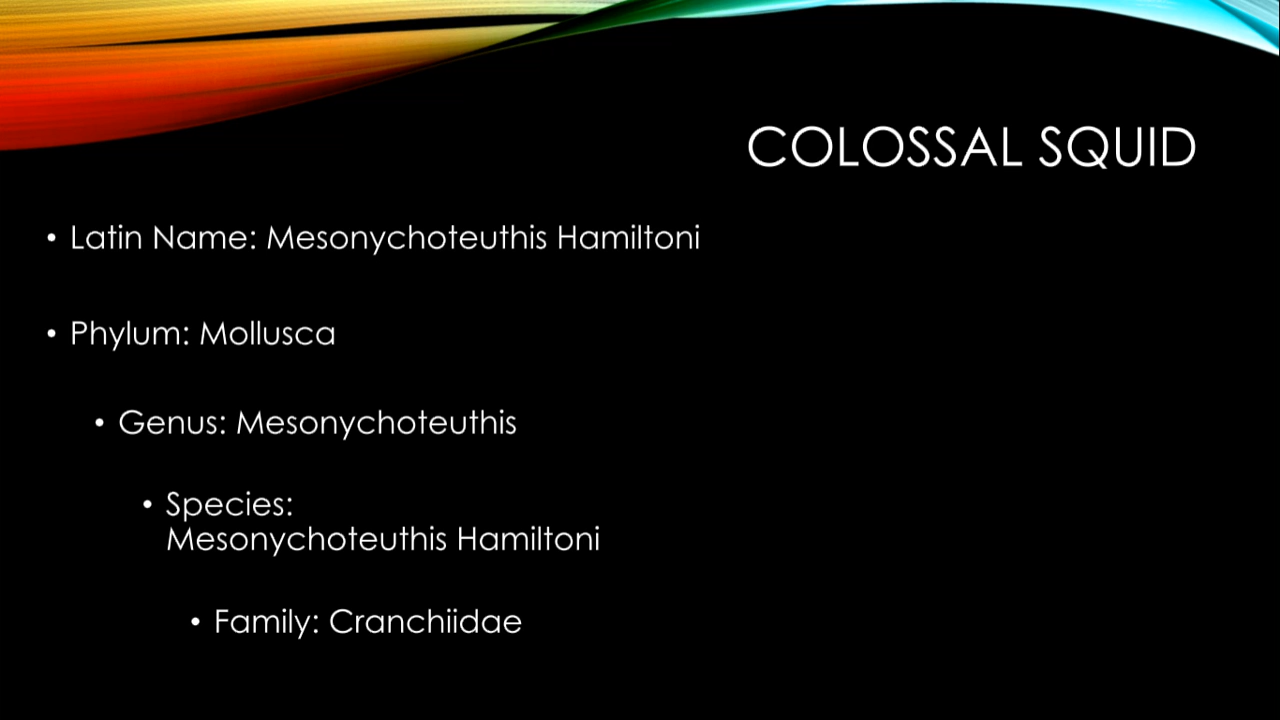 COLOSSAL SQUID
• Latin Name: Mesonychoteuthis Hamiltoni
• Phylum: Mollusca
• Genus: Mesonychoteuthis
• Species:
Mesonychoteuthis Hamiltoni
• Family: Cranchiidae